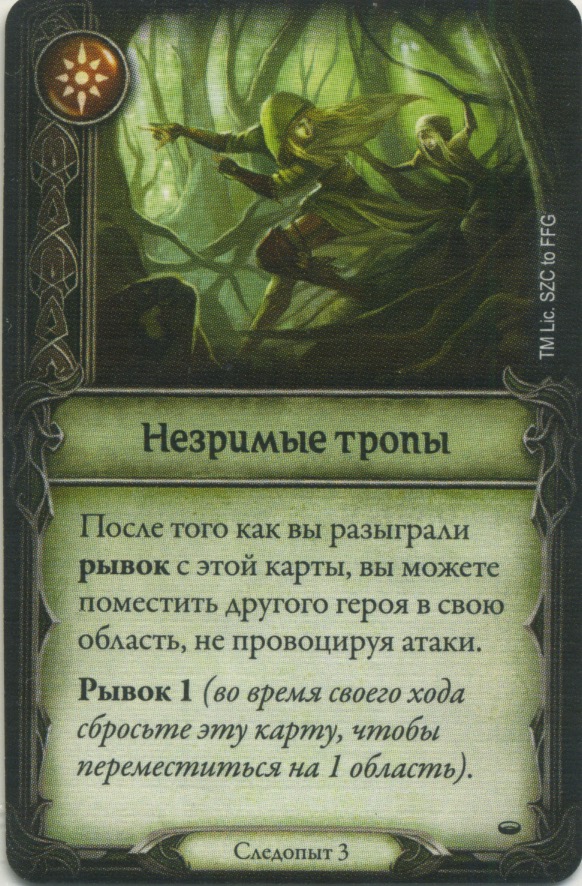 TM Lic. SZC to FFG
Незримые тропы
После того как вы разыграли
рывок с этой карты, вы можете
поместить другого героя в свою
область, не провоцируя атаки.
Рывок 1 (во время своего хода
сбросьте эту карту, чтобы
переместиться на 1 область).
Следопыт 3